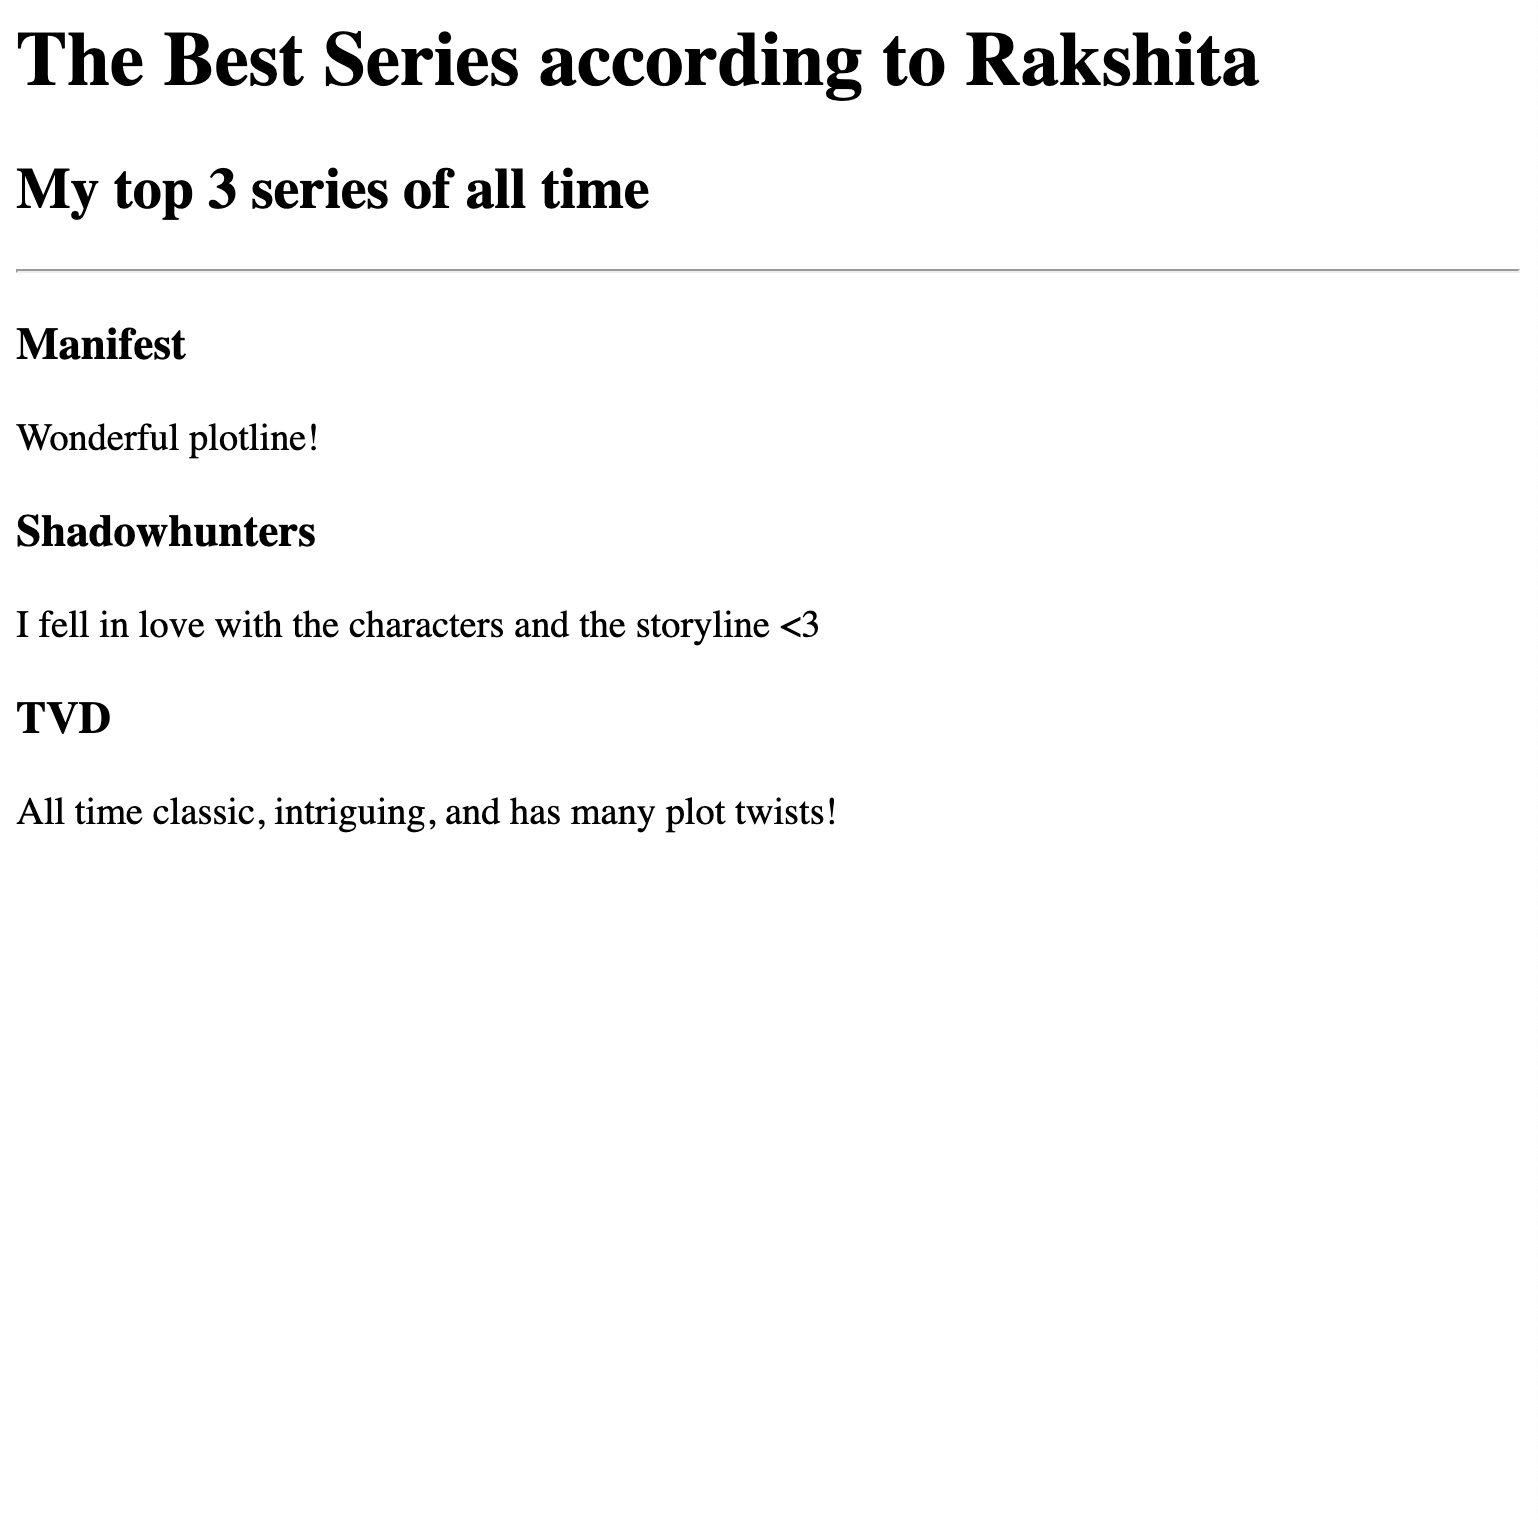 The Best Series according to Rakshita
My top 3 series of all time
Manifest
Wonderful plotline!
Shadowhunters
I fell in love with the characters and the storyline <3
TVD
All time classic, intriguing, and has many plot twists!